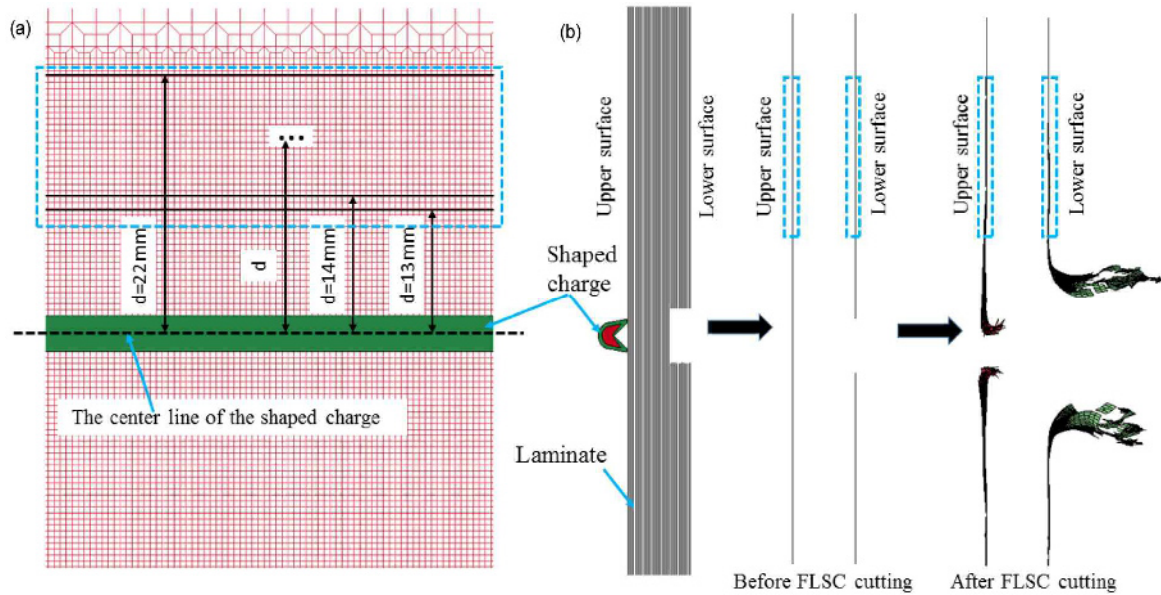 (a)
...
d=22mm
d
d=14mm
d=13mm
The center line of the shaped charge
(b)
Upper surface
Lower surface
Shaped
charge
Laminate
Upper surface
Lower surface
Before FLSC cutting
Upper surface
Lower surface
After FLSC cutting